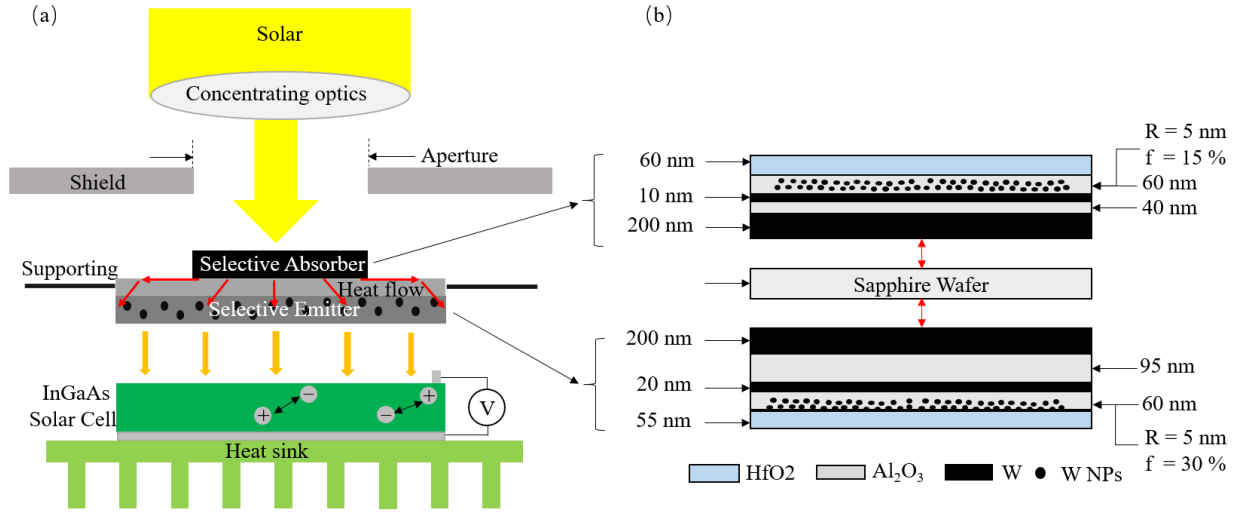 (a)
Solar
Concentrating optics
Aperture
Shield
Selective Absorber
Supporting
Heat flow
Selective Emitter
InGaAs
Solar Cell
+
−
−
+
V
Heat sink
(b)
R = 5 nm
f = 15 %
60 nm
60 nm
10 nm
40 nm
200 nm
Sapphire Wafer
200 nm
95 nm
20 nm
60 nm
55 nm
R = 5 nm
f = 30 %
HfO2
Al₂O₃
W
W NPs